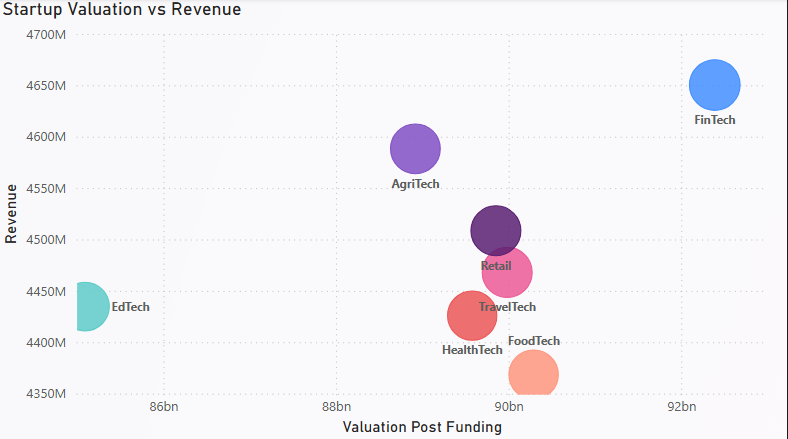 Startup Valuation vs Revenue
4700M
4650M
FinTech
4600M
AgriTech
4550M
Revenue
4500M
Retail
4450M
EdTech
TravelTech
4400M
FoodTech
HealthTech
4350M
86bn 88bn 90bn 92bn
Valuation Post Funding